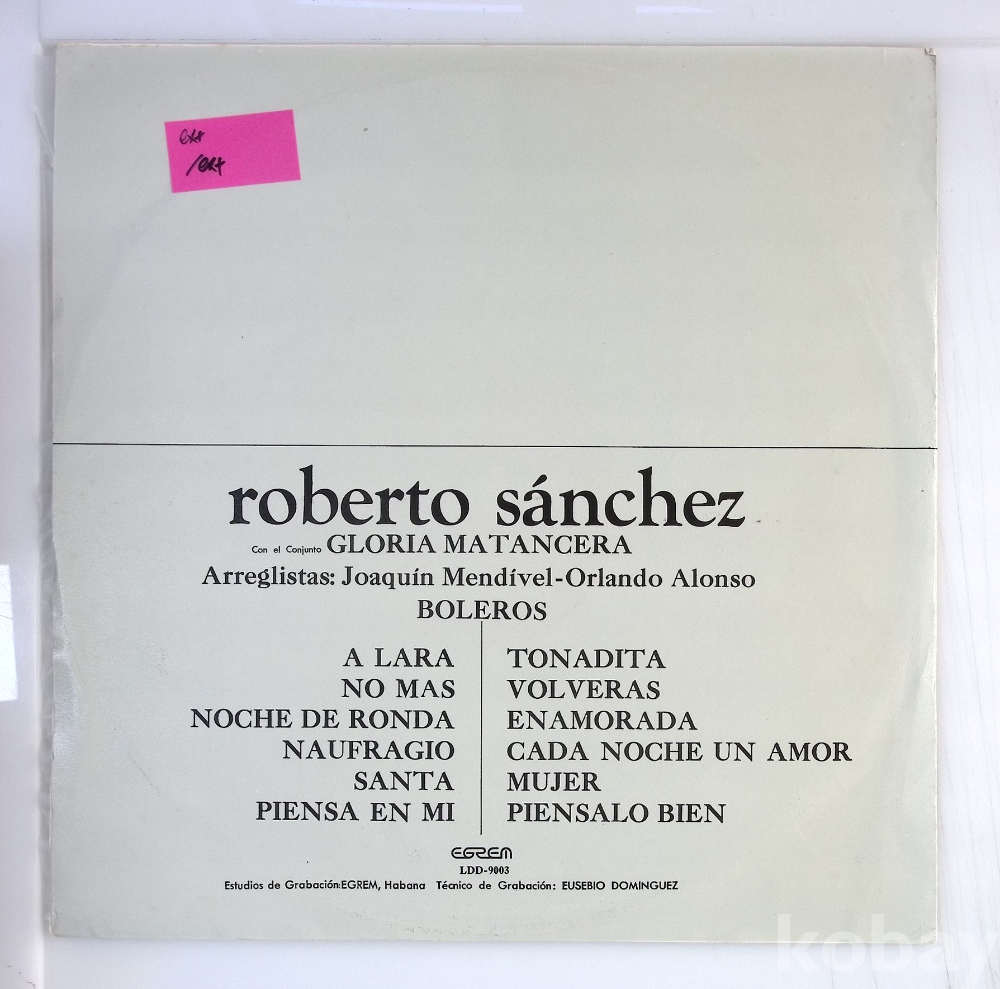 ex+
/ex+
roberto sánchez
Con el Conjunto GLORIA MATANCERA
Arreglistas: Joaquín Mendível-Orlando Alonso
BOLEROS
A LARA
NO MAS
NOCHE DE RONDA
NAUFRAGIO
SANTA
PIENSA EN MI
TONADITA
VOLVERAS
ENAMORADA
CADA NOCHE UN AMOR
MUJER
PIENSALO BIEN
EGREM
LDD-9003
Estudios de Grabación:EGREM, Habana Técnico de Grabación: EUSEBIO DOMINGUEZ
kobay